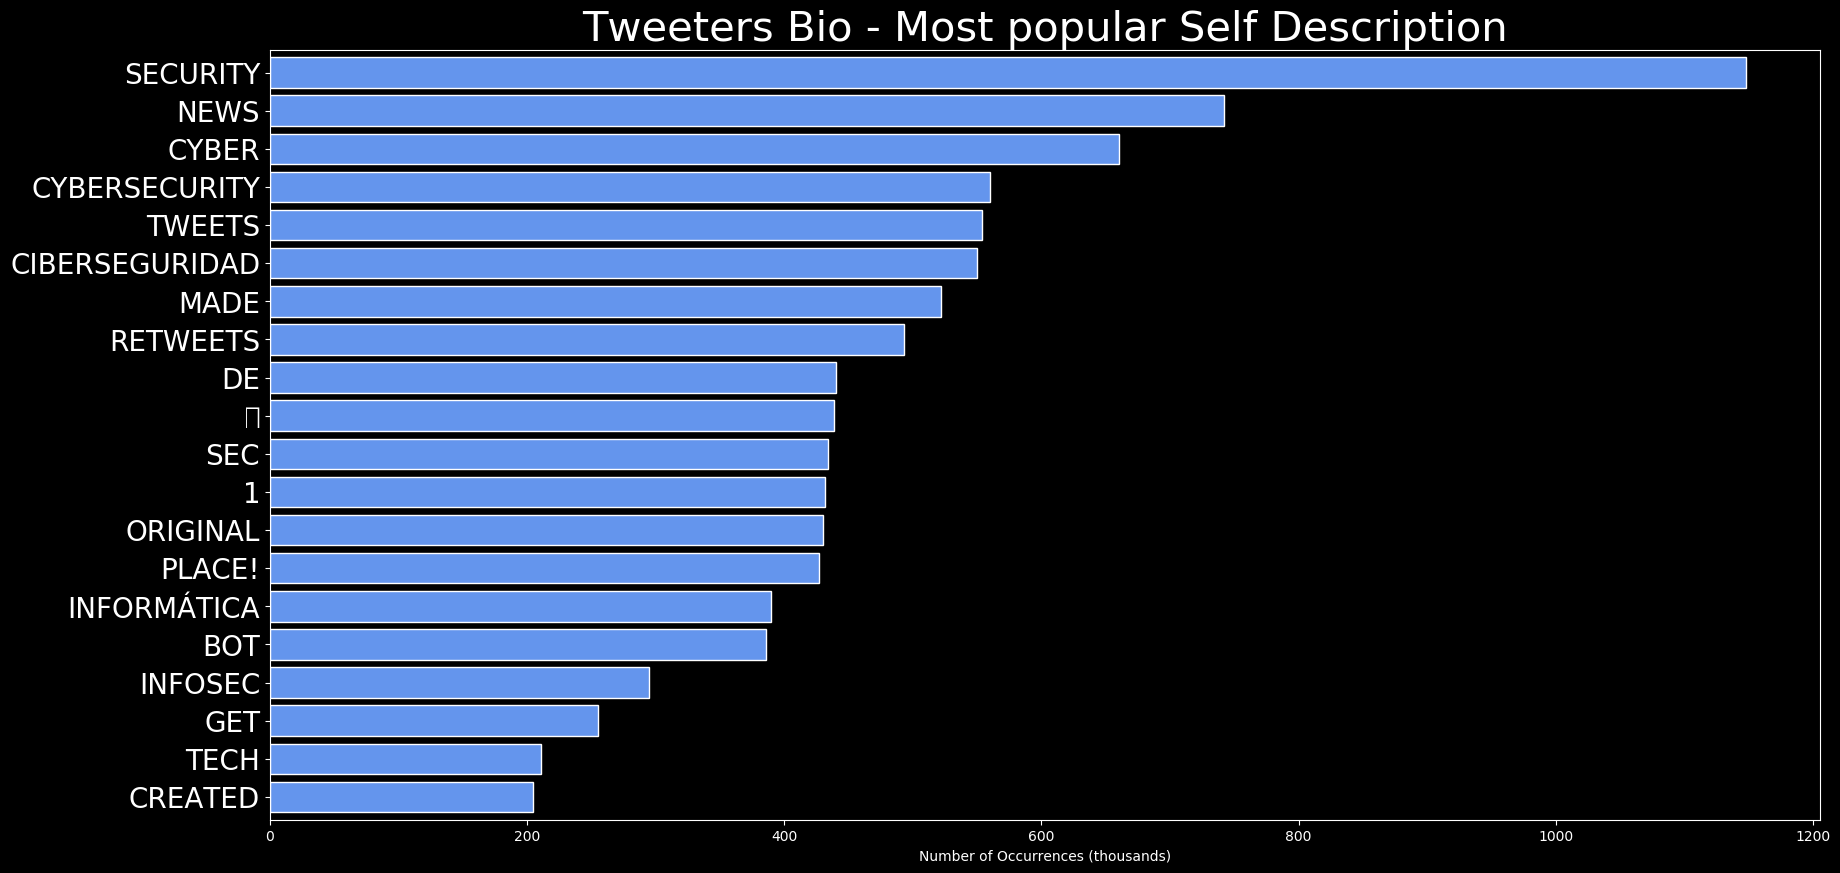 Tweeters Bio - Most popular Self Description
SECURITY
NEWS
CYBER
CYBERSECURITY
TWEETS
CIBERSEGURIDAD
MADE
RETWEETS
DE
SEC
1
ORIGINAL
PLACE!
INFORMÁTICA
BOT
INFOSEC
GET
TECH
CREATED
0 200 400 600 800 1000 1200
Number of Occurrences (thousands)